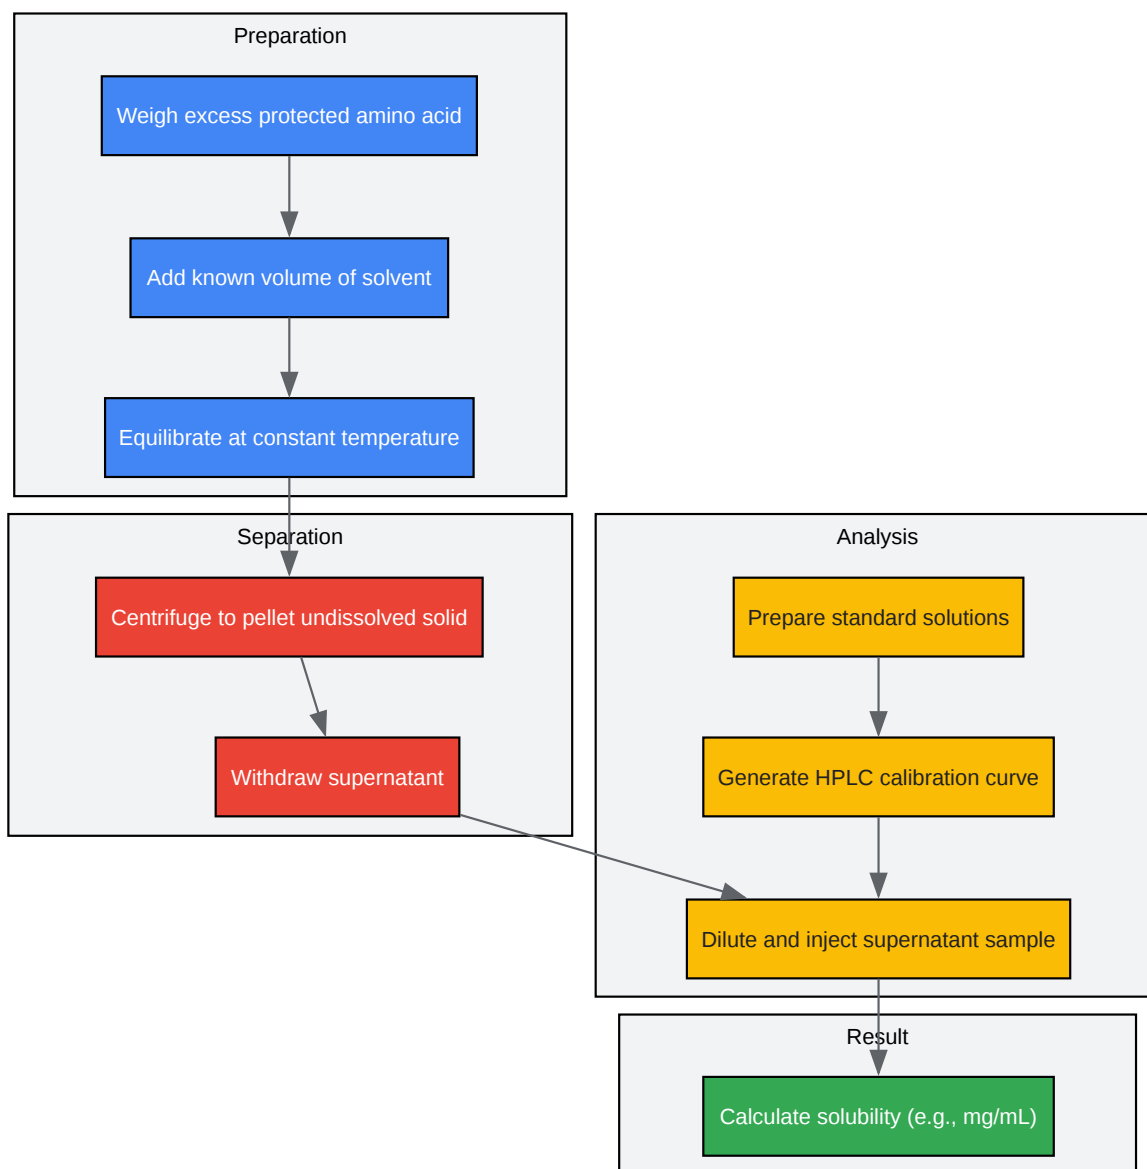 Preparation
Weigh excess protected amino acid
Add known volume of solvent
Equilibrate at constant temperature
Separation
Centrifuge to pellet undissolved solid
Withdraw supernatant
Analysis
Prepare standard solutions
Generate HPLC calibration curve
Dilute and inject supernatant sample
Result
Calculate solubility (e.g., mg/mL)